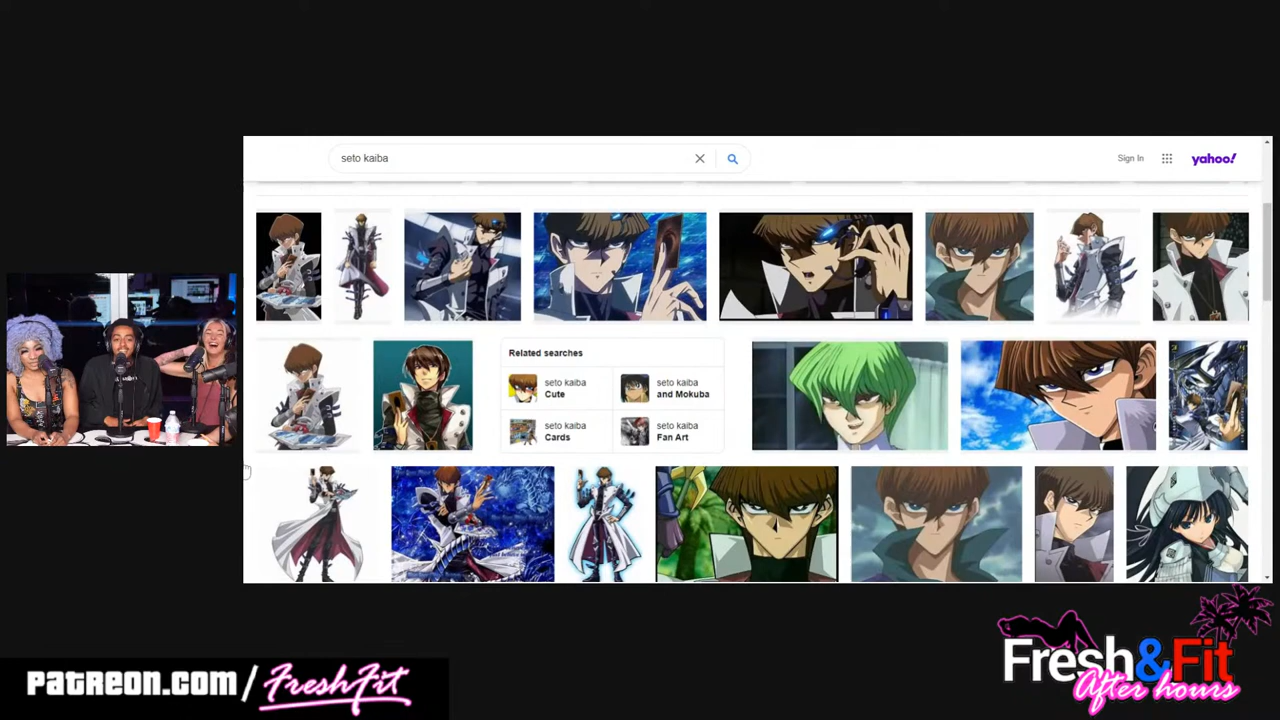 seto kaiba
Sign In
yahoo!
Related searches
seto kaiba
Cute
seto kaiba
and Mokuba
seto kaiba
Cards
seto kaiba
Fan Art
patreon.com/FreshFit
Fresh&Fit
After hours